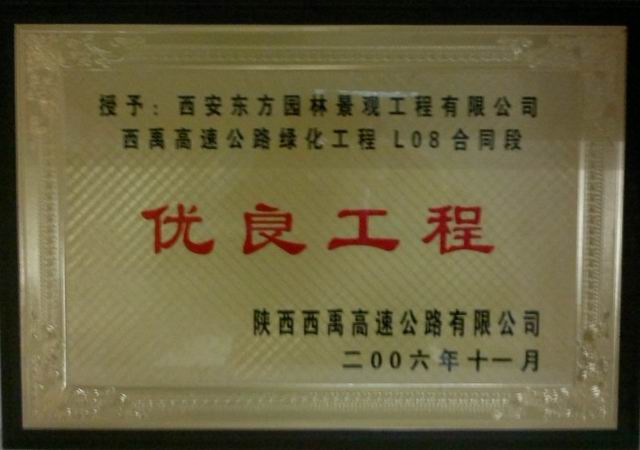 授予：西安东方园林景观工程有限公司
西禹高速公路绿化工程 L08合同段
优良工程
陕西西禹高速公路有限公司
二00六年十一月